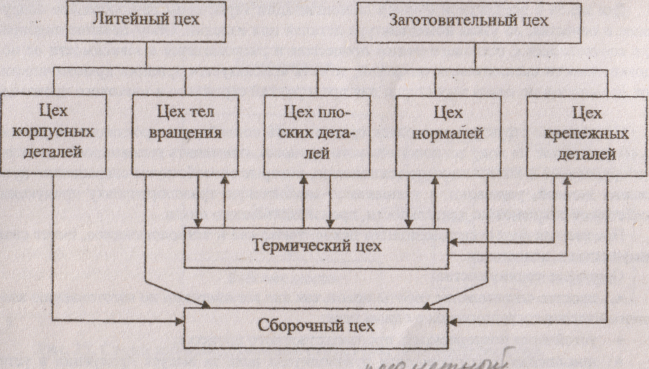 Литейный цех
Заготовительный цех
Цех
корпусных
деталей
Цех тел
вращения
Цех пло-
ских дета-
лей
Цех
нормалей
Цех
крепежных
деталей
Термический цех
Сборочный цех